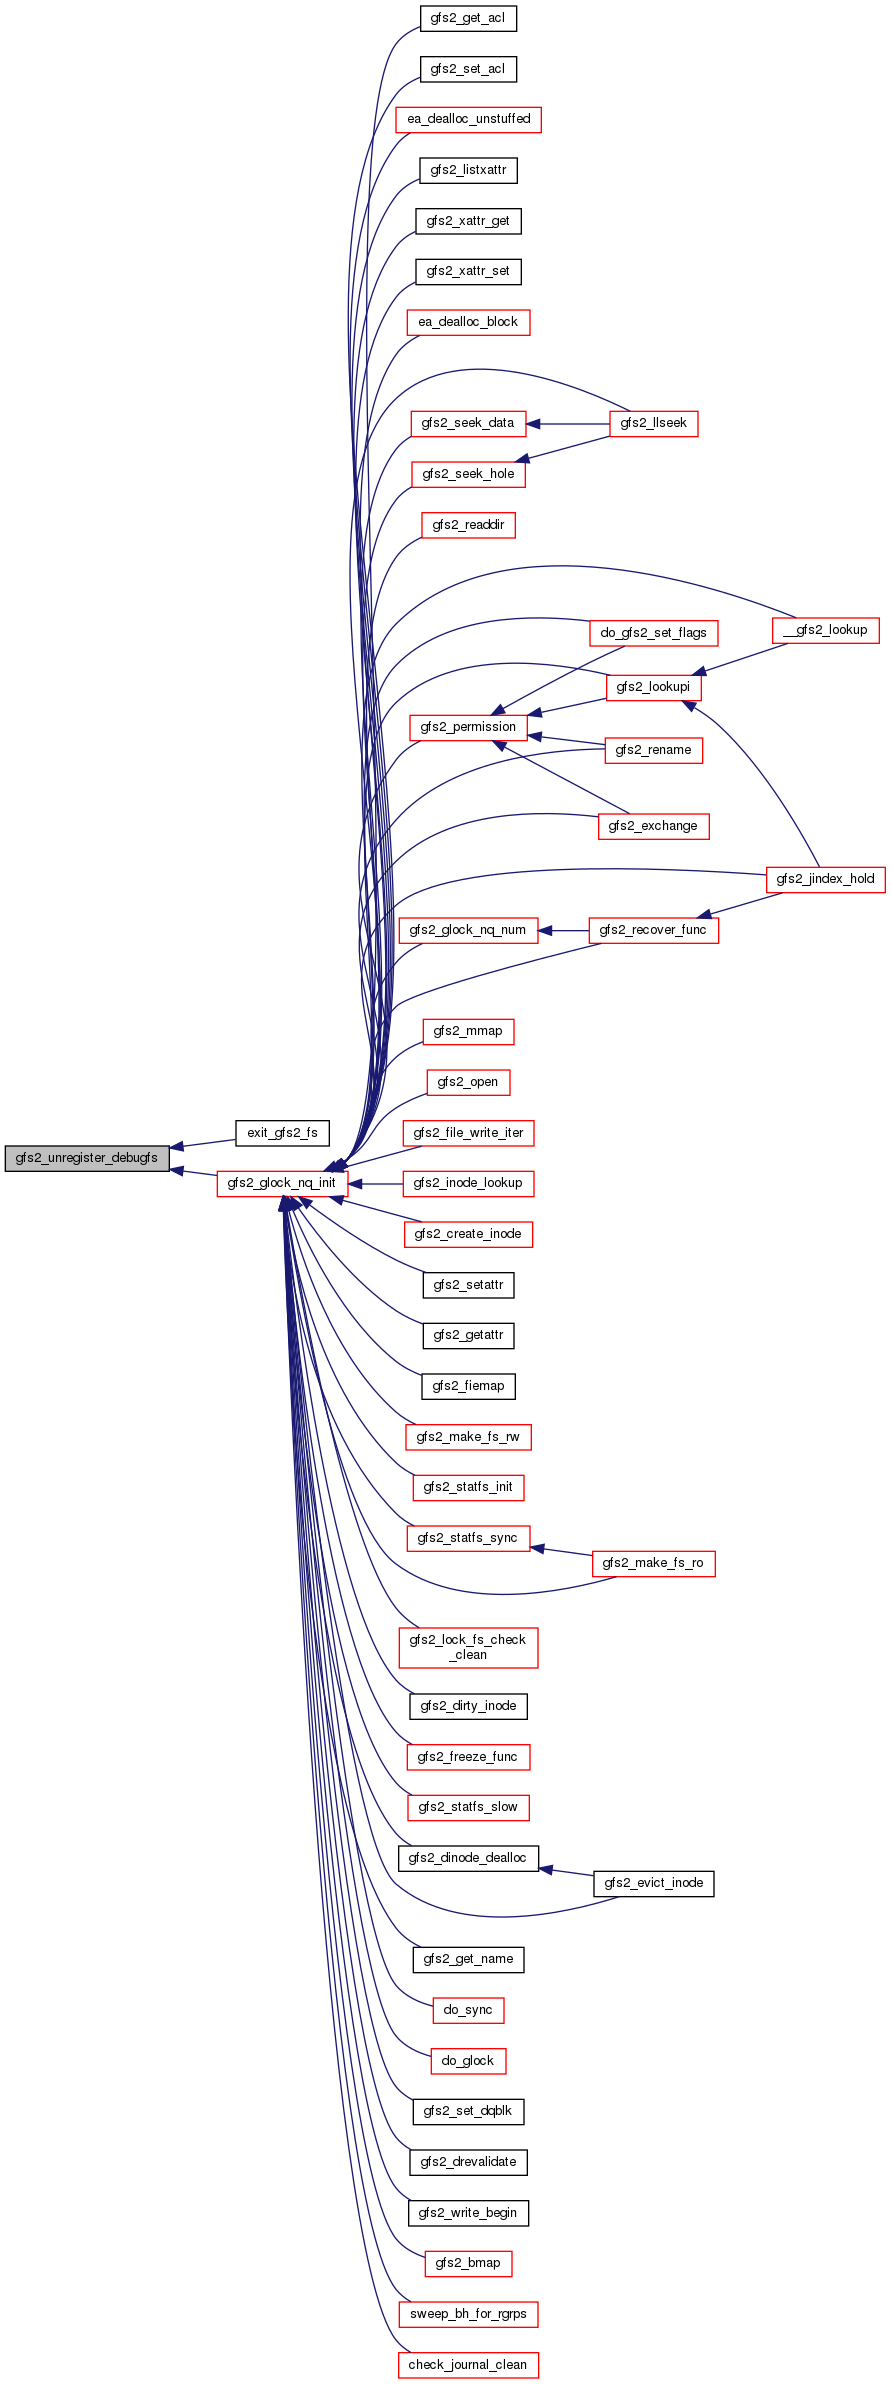 gfs2_get_acl
gfs2_set_acl
ea_dealloc_unstuffed
gfs2_listxattr
gfs2_xattr_get
gfs2_xattr_set
ea_dealloc_block
gfs2_seek_data
gfs2_llseek
gfs2_seek_hole
gfs2_readdir
do_gfs2_set_flags
__gfs2_lookup
gfs2_lookupi
gfs2_permission
gfs2_rename
gfs2_exchange
gfs2_jindex_hold
gfs2_glock_nq_num
gfs2_recover_func
gfs2_mmap
gfs2_open
exit_gfs2_fs
gfs2_file_write_iter
gfs2_unregister_debugfs
gfs2_glock_nq_init
gfs2_inode_lookup
gfs2_create_inode
gfs2_setattr
gfs2_getattr
gfs2_fiemap
gfs2_make_fs_rw
gfs2_statfs_init
gfs2_statfs_sync
gfs2_make_fs_ro
gfs2_lock_fs_check
_clean
gfs2_dirty_inode
gfs2_freeze_func
gfs2_statfs_slow
gfs2_dinode_dealloc
gfs2_evict_inode
gfs2_get_name
do_sync
do_glock
gfs2_set_dqblk
gfs2_drevalidate
gfs2_write_begin
gfs2_bmap
sweep_bh_for_rgrps
check_journal_clean